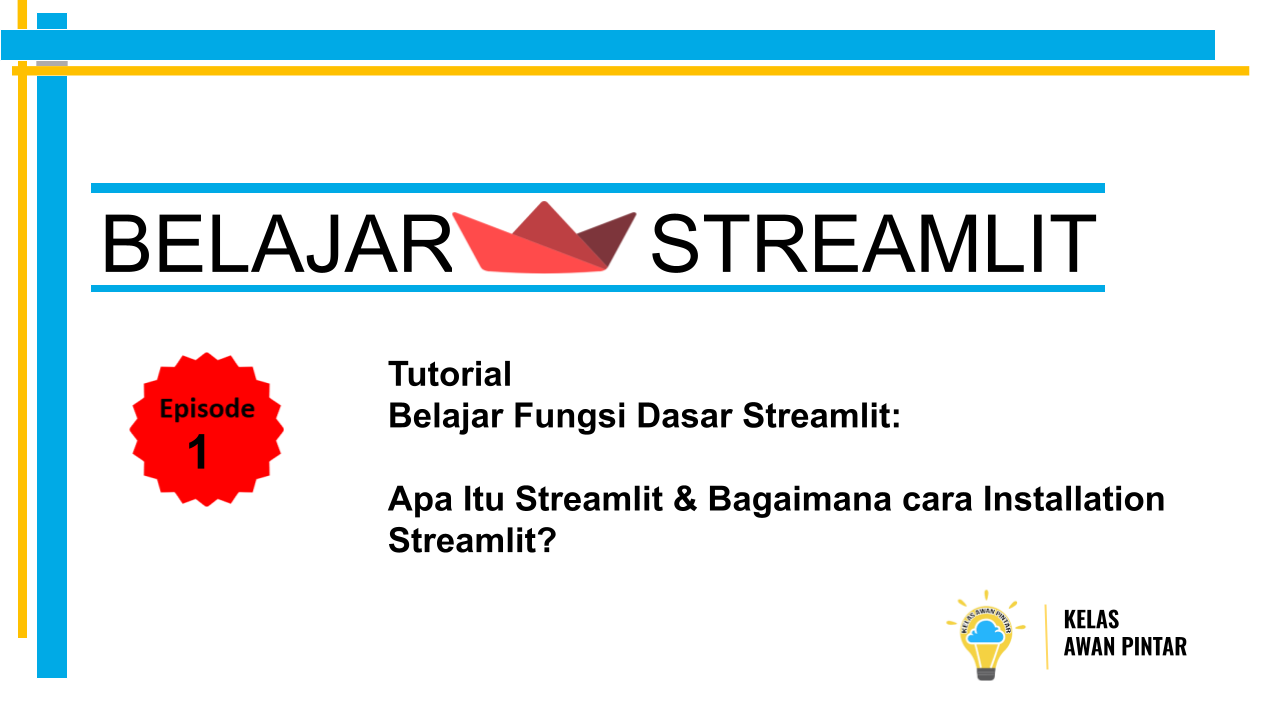 BELAJAR STREAMLIT
Episode
1
Tutorial
Belajar Fungsi Dasar Streamlit:
Apa Itu Streamlit & Bagaimana cara Installation
Streamlit?
KELAS AWAN PINTAR
KELAS
AWAN PINTAR